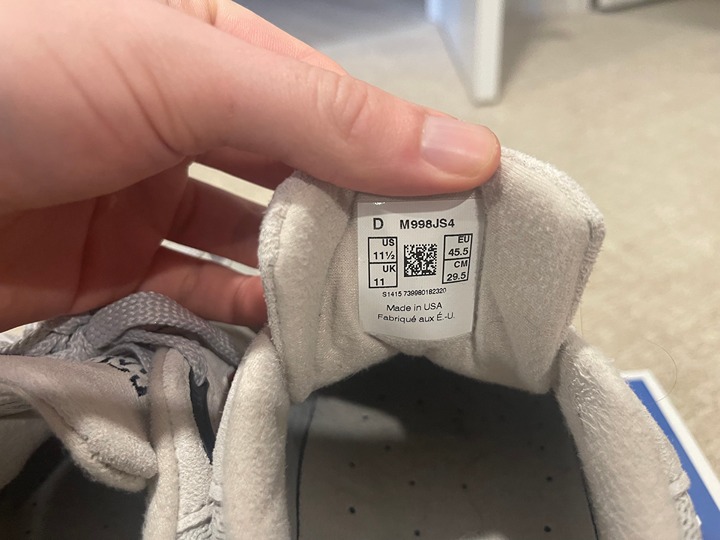 D M998JS4
US 11½
EU 45.5
UK 11
CM 29.5
S1415 739980182320
Made in USA
Fabriqué aux É.-U.